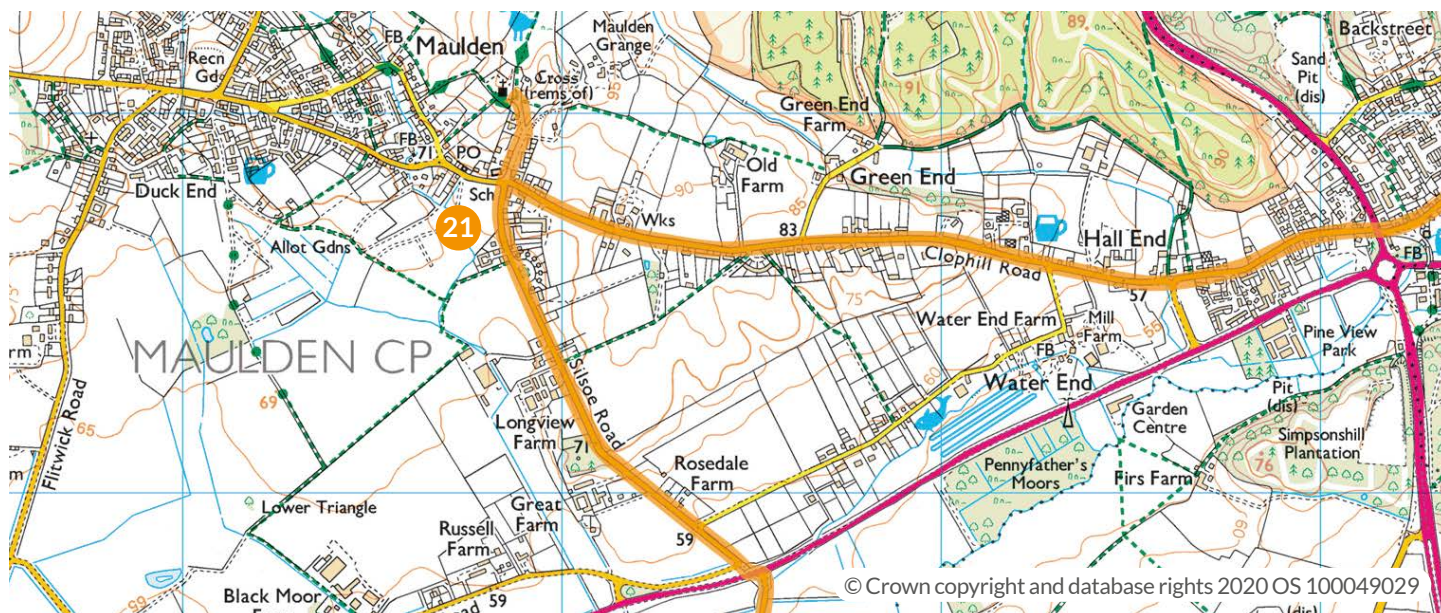 89
Backstreet
Recn
Gd
FB
Maulden
Maulden
Grange
Cross
(rems of)
95
Sand
Pit
(dis)
91
Green End
Farm
90
FB
71
PO
Old
Farm
Green End
90
Duck End
Sch
21
Wks
85
83
Hall End
Clophill Road
FB
Allot Gdns
75
57
Water End Farm
Mill
Farm
55
FB
Pine View
Park
MAULDEN CP
Silsoe Road
60
Water End
Pit
(dis)
69
Longview
Farm
Garden
Centre
Simpsonshill
Plantation
65
Flitwick Road
71
Rosedale
Farm
Pennyfather's
Moors
Firs Farm
76
Lower Triangle
Great
Farm
Russell
Farm
59
60
Black Moor
59
© Crown copyright and database rights 2020 OS 100049029
(dis)